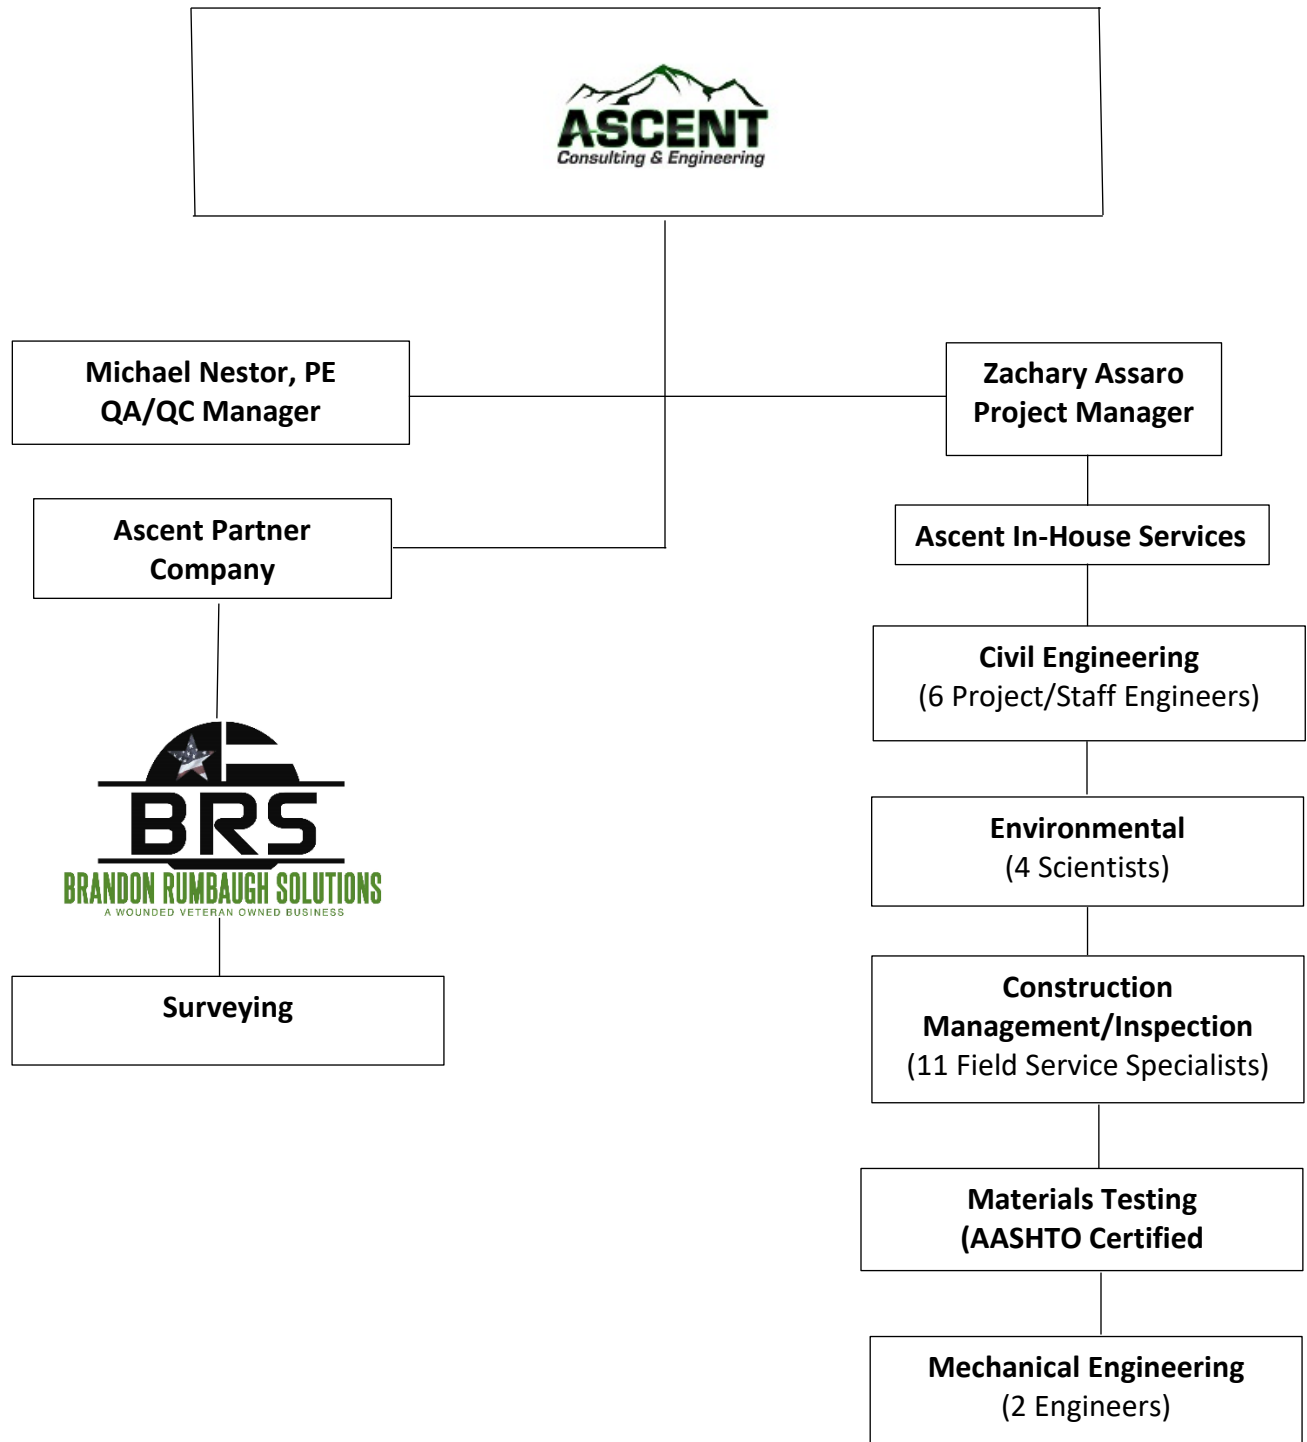 ASCENT
Consulting & Engineering
Michael Nestor, PE
QA/QC Manager
Zachary Assaro
Project Manager
Ascent Partner
Company
Ascent In-House Services
Civil Engineering
(6 Project/Staff Engineers)
BRS
BRANDON RUMBAUGH SOLUTIONS
A WOUNDED VETERAN OWNED BUSINESS
Environmental
(4 Scientists)
Surveying
Construction
Management/Inspection
(11 Field Service Specialists)
Materials Testing
(AASHTO Certified
Mechanical Engineering
(2 Engineers)